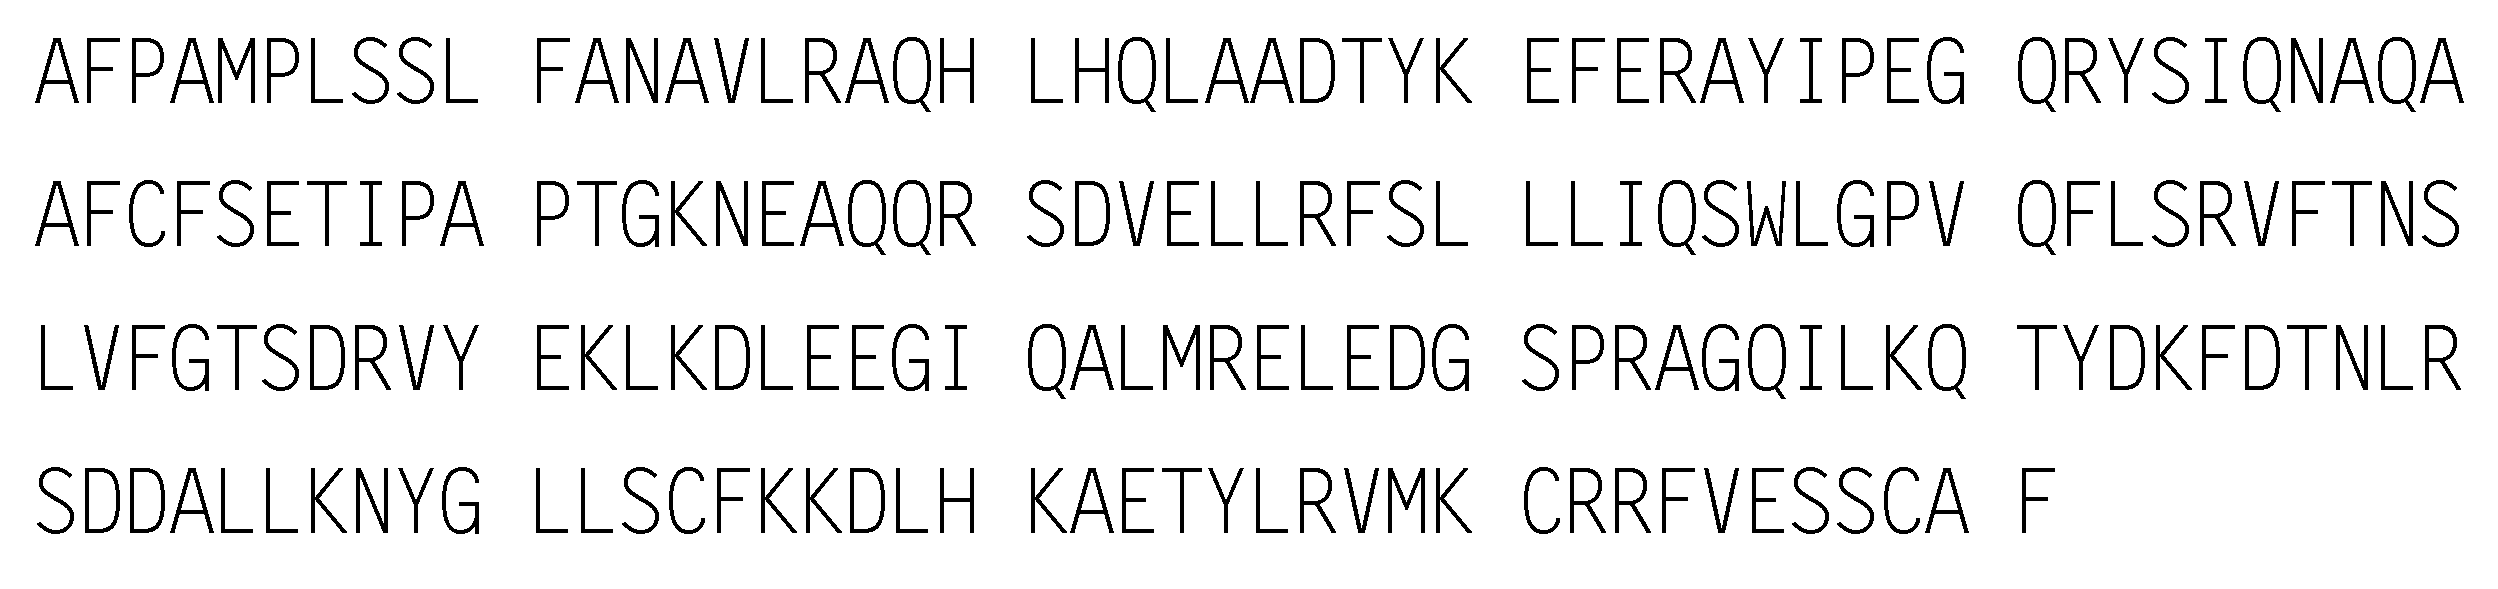 AFPAMPLSSL FANAVLRAQH LHQLAADTYK EFERAYIPEG QRYSIQNAQA
AFCFSETIPA PTGKNEAQQR SDVELLRFSL LLIQSWLGPV QFLSRVFTNS
LVFGTSDRVY EKLKDLEEGI QALMRELEDG SPRAGQILKQ TYDKFDTNLR
SDDALLKNYG LLSCFKKDLH KAETYLRVMK CRRFVESSCA F